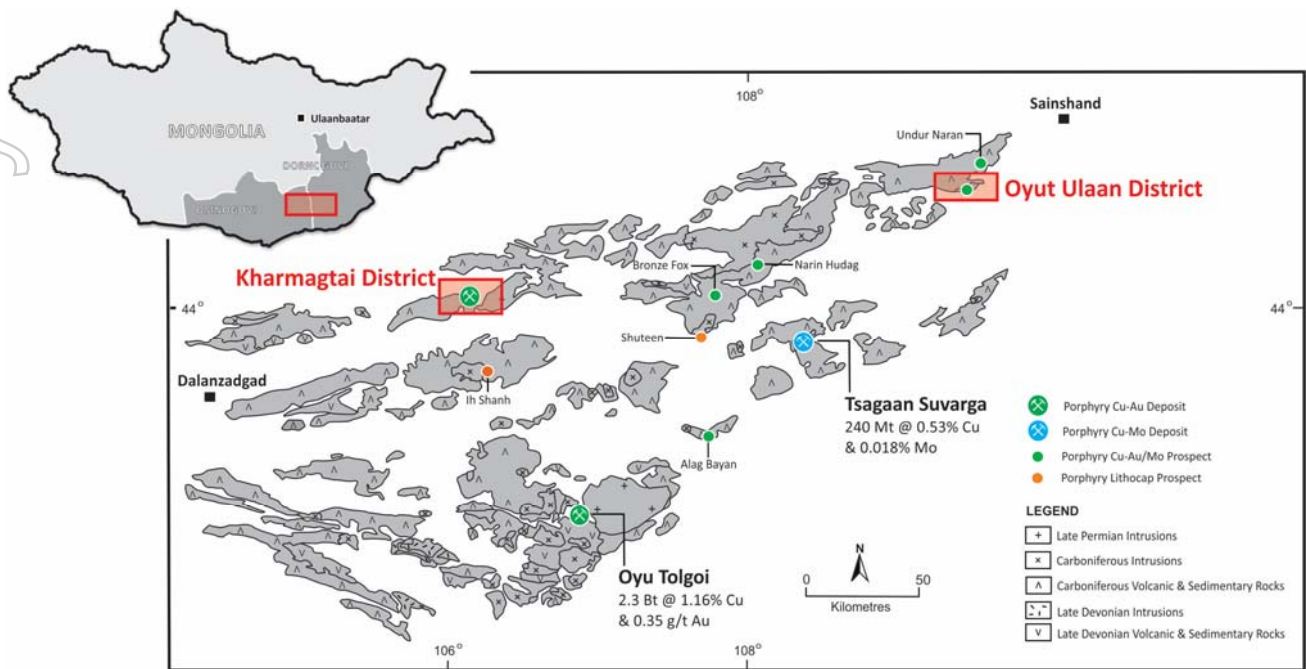 MONGOLIA
Ulaanbaatar
108°
Sainshand
Undur Naran
Oyut Ulaan District
Kharmagtai District
Bronze Fox
Narin Hudag
44°
44°
Shuteen
Dalanzadgad
Ih Shanh
Tsagaan Suvarga
240 Mt @ 0.53% Cu
& 0.018% Mo
Alag Bayan
Porphyry Cu-Au Deposit
Porphyry Cu-Mo Deposit
Porphyry Cu-Au/Mo Prospect
Porphyry Lithocap Prospect
LEGEND
Late Permian Intrusions
Carboniferous Intrusions
Carboniferous Volcanic & Sedimentary Rocks
Late Devonian Intrusions
Late Devonian Volcanic & Sedimentary Rocks
Oyu Tolgoi
2.3 Bt @ 1.16% Cu
& 0.35 g/t Au
N
0 50
Kilometres
106°
108°